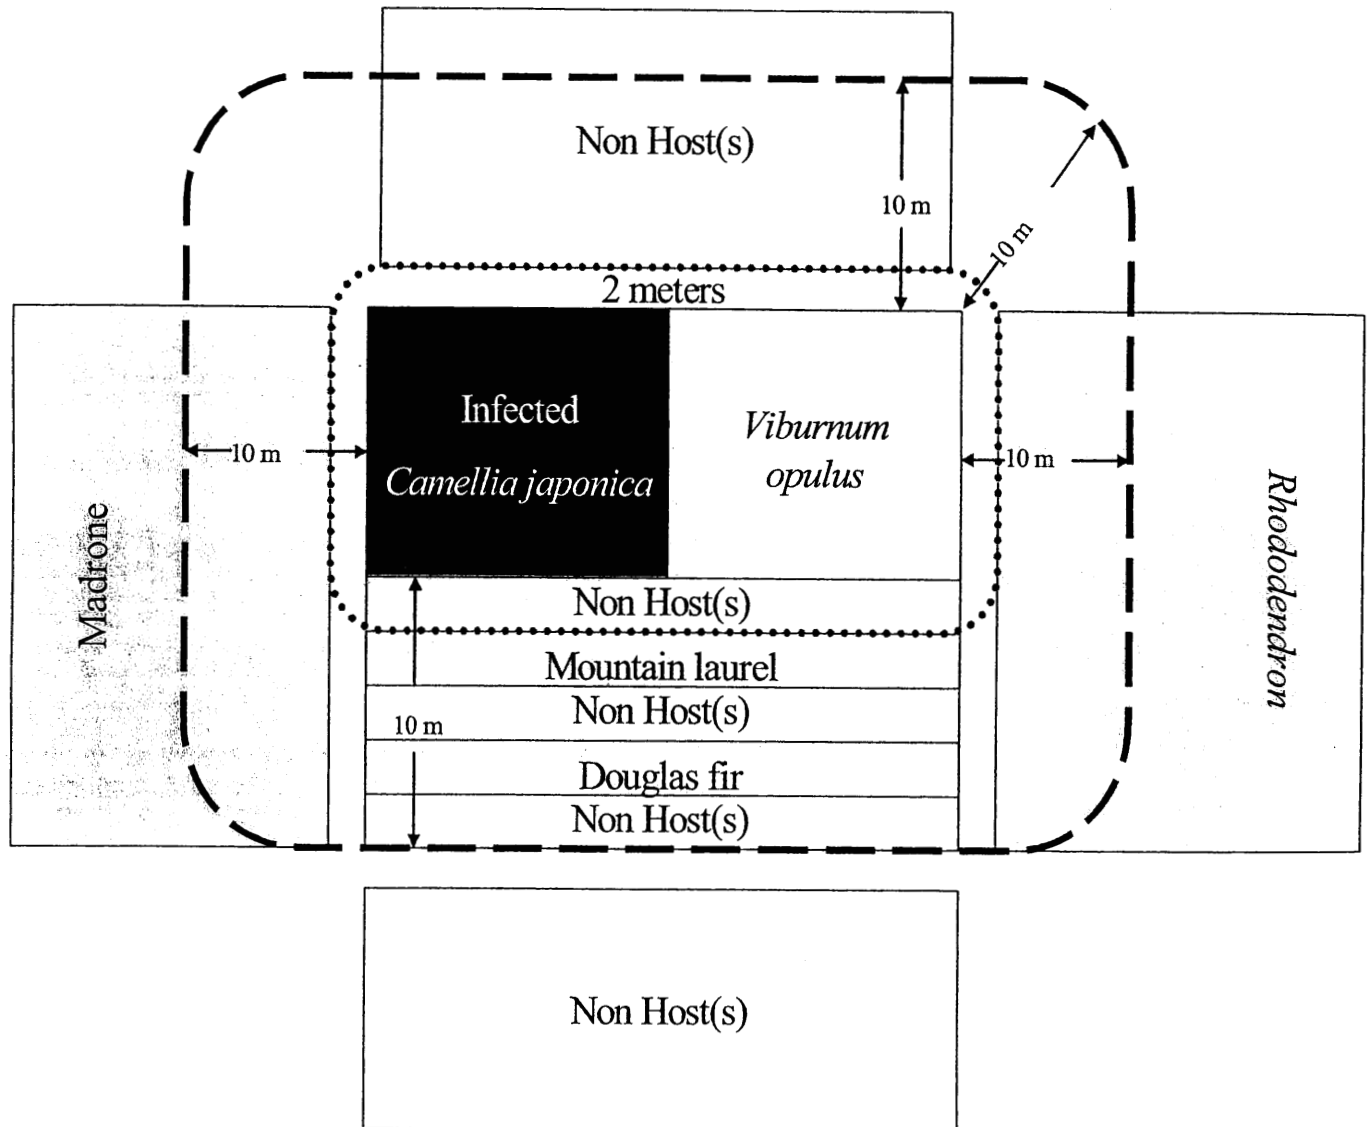 Non Host(s)
10 m
10 m
2 meters
Infected
Camellia japonica
Viburnum
opulus
10 m
10 m
Madrone
Rhododendron
Non Host(s)
Mountain laurel
Non Host(s)
10 m
Douglas fir
Non Host(s)
Non Host(s)